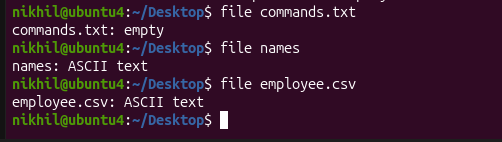 nikhil@ubuntu4:~/Desktop$ file commands.txt
commands.txt: empty
nikhil@ubuntu4:~/Desktop$ file names
names: ASCII text
nikhil@ubuntu4:~/Desktop$ file employee.csv
employee.csv: ASCII text
nikhil@ubuntu4:~/Desktop$